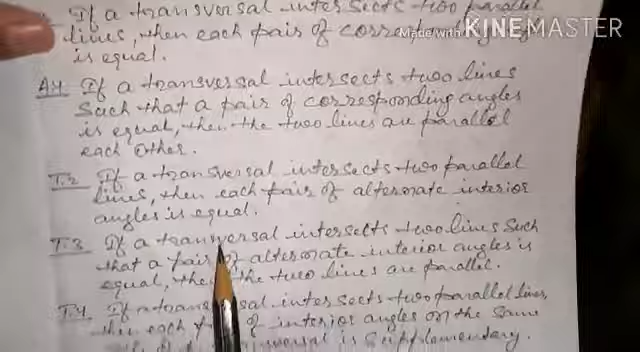 If a transversal intersects two parallel
lines, then each pair of corresponding
is equal.
Made with KINEMASTER
A4 If a transversal intersects two lines
such that a pair of corresponding angles
is equal, then the two lines are parallel
each other.
T.2 If a transversal intersects two parallel
lines, then each pair of alternate interior
angles is equal.
T.3 If a transversal intersects two lines such
that a pair of alternate interior angles is
equal, then the two lines are parallel.
T.4 If a transversal intersects two parallel lines,
then each pair of interior angles on the same
transversal is supplementary.